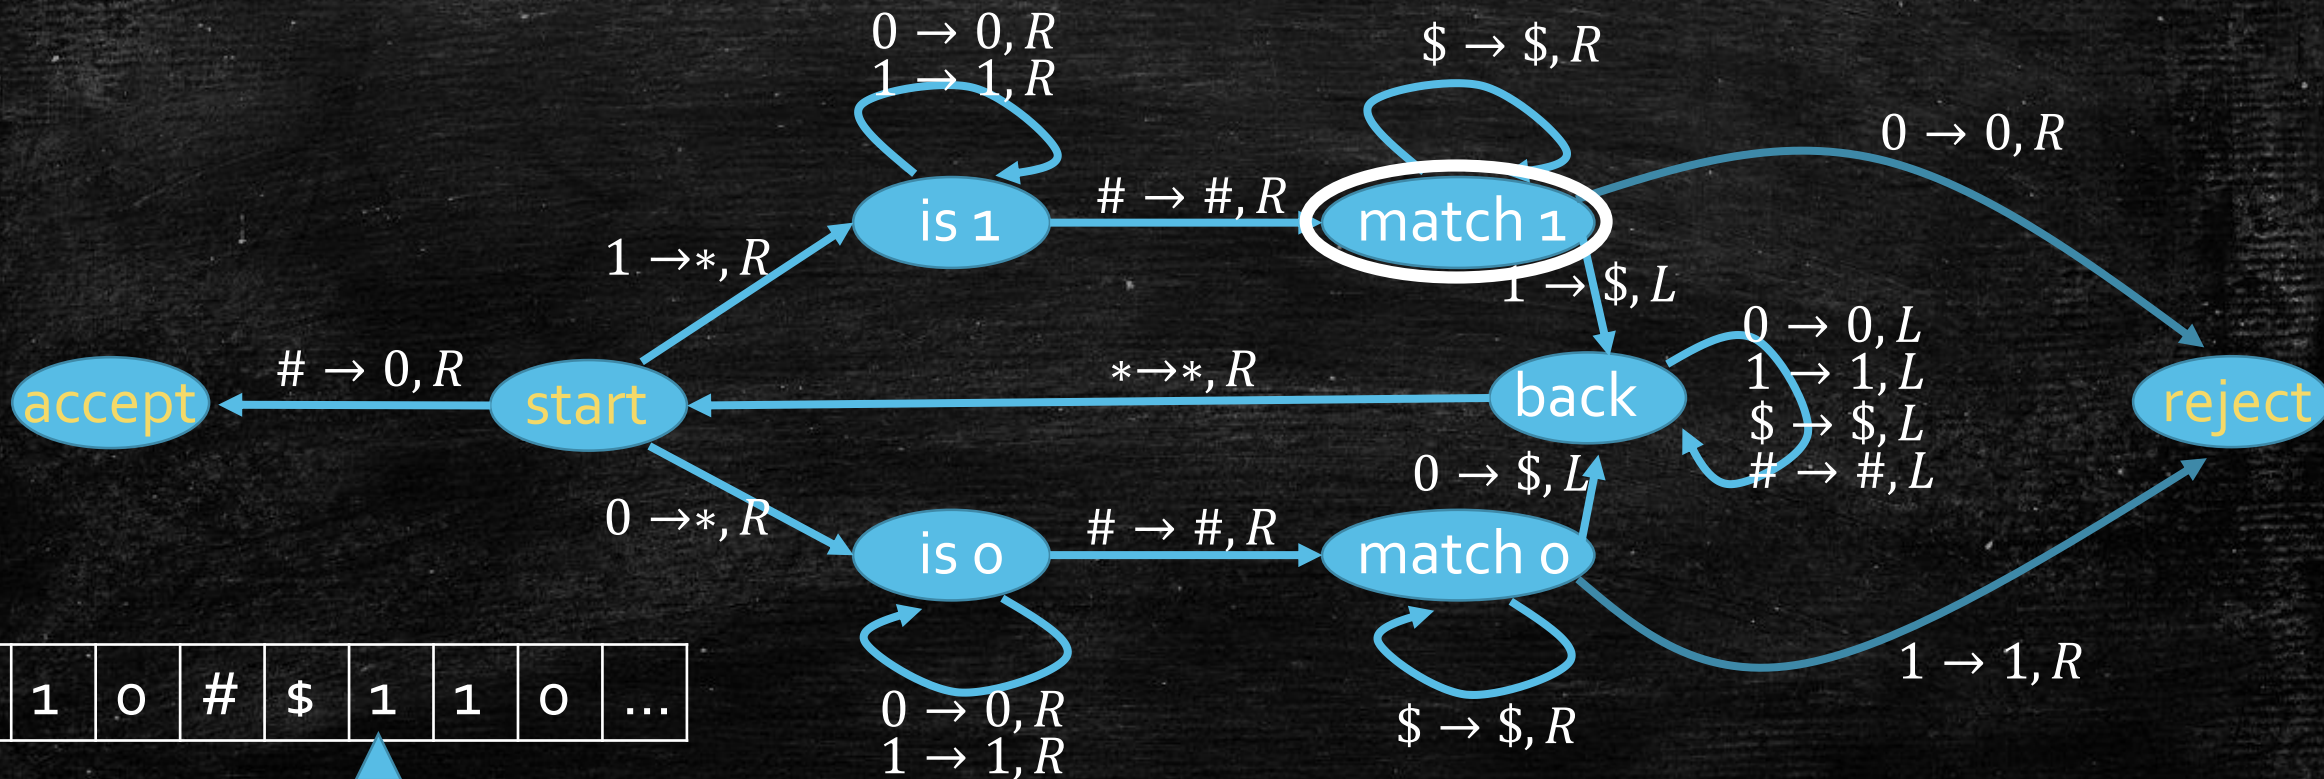 0 → 0, R
1 → 1, R
$ → $, R
0 → 0, R
is 1
# → #, R
match 1
1 →*, R
1 → $, L
0 → 0, L
1 → 1, L
$ → $, L
# → #, L
accept
# → 0, R
start
*→*, R
back
reject
0 → $, L
0 →*, R
is 0
# → #, R
match 0
1 → 1, R
0 → 0, R
1 → 1, R
$ → $, R
1 0 # $ 1 1 0 ...